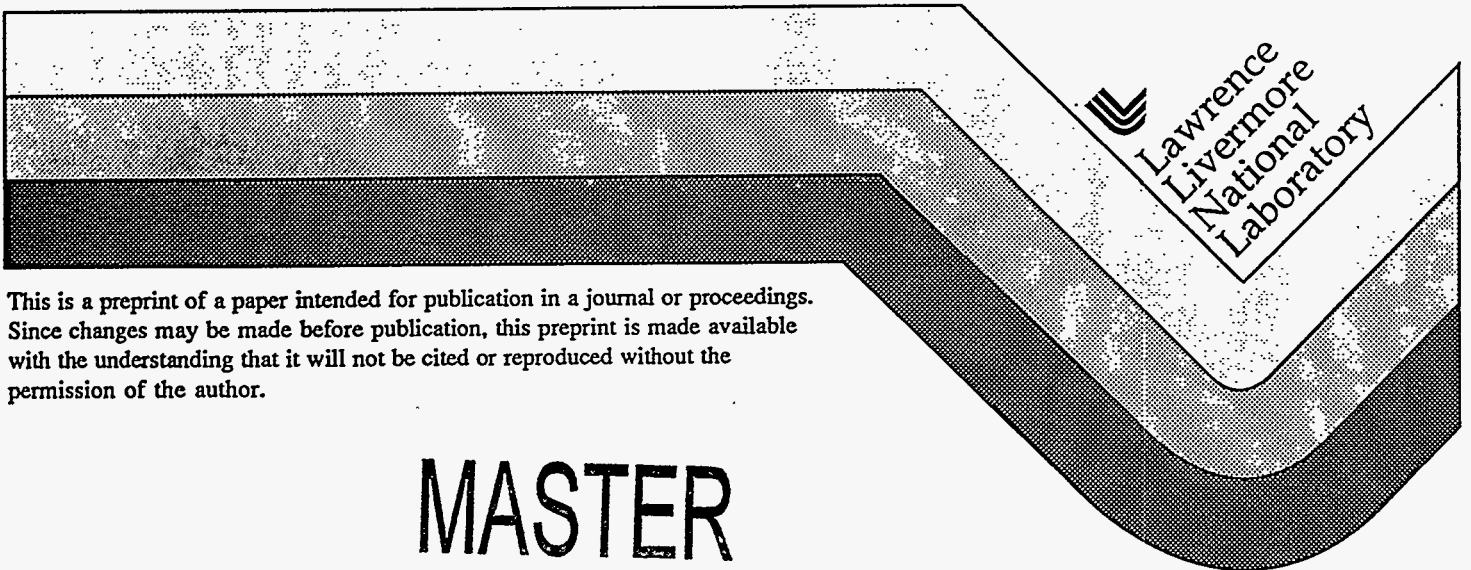 Lawrence
Livermore
National
Laboratory
This is a preprint of a paper intended for publication in a journal or proceedings.
Since changes may be made before publication, this preprint is made available
with the understanding that it will not be cited or reproduced without the
permission of the author.
MASTER